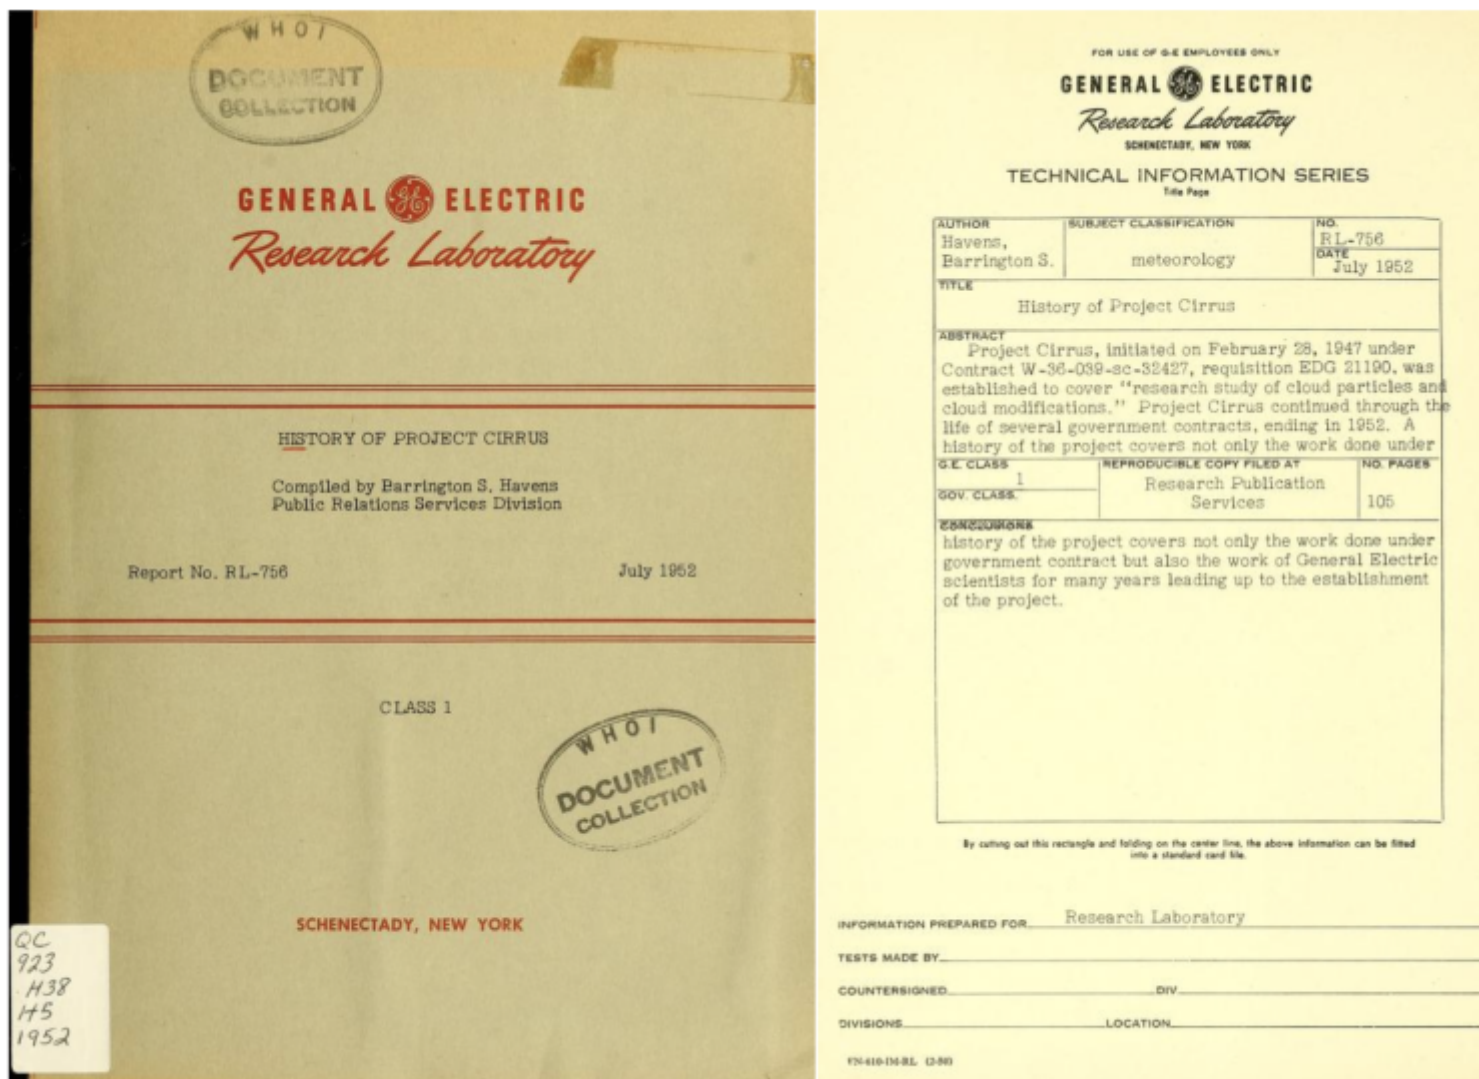 WHOI
DOCUMENT
COLLECTION
GENERAL GE ELECTRIC
Research Laboratory
HISTORY OF PROJECT CIRRUS
Compiled by Barrington S. Havens
Public Relations Services Division
Report No. RL-756 July 1952
CLASS 1
WHOI
DOCUMENT
COLLECTION
SCHENECTADY, NEW YORK
QC
923
.H38
H5
1952
FOR USE OF G-E EMPLOYEES ONLY
GENERAL GE ELECTRIC
Research Laboratory
SCHENECTADY, NEW YORK
TECHNICAL INFORMATION SERIES
Title Page
AUTHOR SUBJECT CLASSIFICATION NO.
Havens, RL-756
Barrington S. meteorology DATE
July 1952
TITLE
History of Project Cirrus
ABSTRACT
Project Cirrus, initiated on February 28, 1947 under
Contract W-36-039-sc-32427, requisition EDG 21190, was
established to cover "research study of cloud particles and
cloud modifications." Project Cirrus continued through the
life of several government contracts, ending in 1952. A
history of the project covers not only the work done under
G.E. CLASS REPRODUCIBLE COPY FILED AT NO. PAGES
1 Research Publication
GOV. CLASS. Services 105
CONCLUSIONS
history of the project covers not only the work done under
government contract but also the work of General Electric
scientists for many years leading up to the establishment
of the project.
By cutting out this rectangle and folding on the center line, the above information can be fitted
into a standard card file.
INFORMATION PREPARED FOR Research Laboratory
TESTS MADE BY
COUNTERSIGNED DIV
DIVISIONS LOCATION
(2-50)